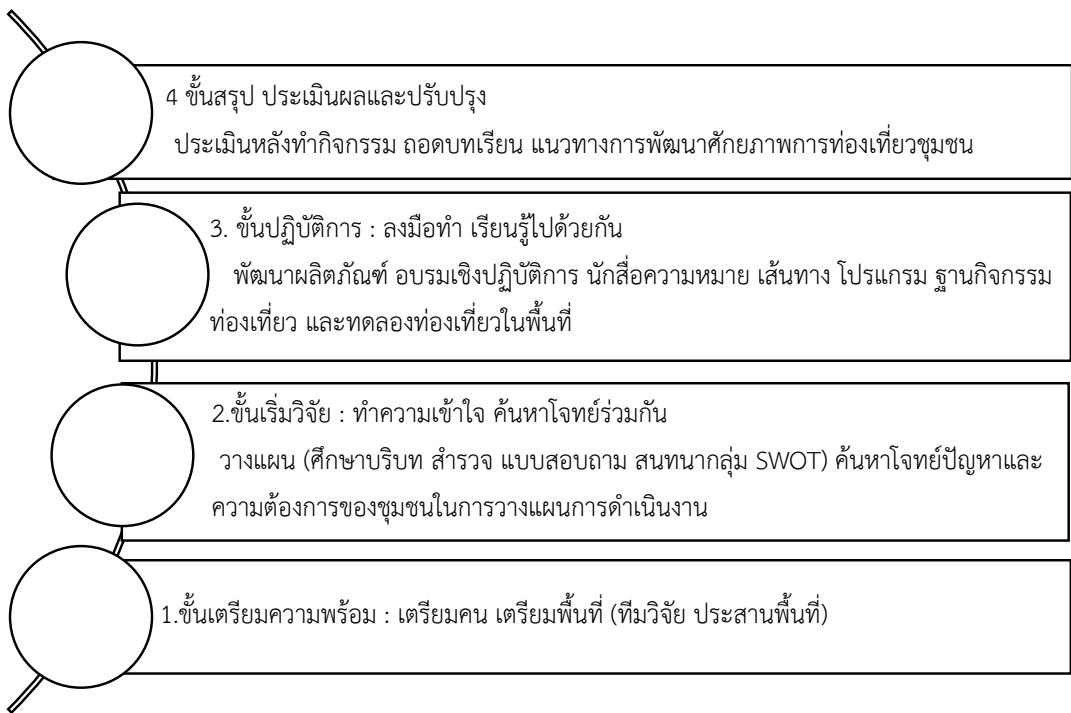 4 ขั้นสรุป ประเมินผลและปรับปรุง
ประเมินหลังทำกิจกรรม ถอดบทเรียน แนวทางการพัฒนาศักยภาพการท่องเที่ยวชุมชน
3. ขั้นปฏิบัติการ : ลงมือทำ เรียนรู้ไปด้วยกัน
พัฒนาผลิตภัณฑ์ อบรมเชิงปฏิบัติการ นักสื่อความหมาย เส้นทาง โปรแกรม ฐานกิจกรรม
ท่องเที่ยว และทดลองท่องเที่ยวในพื้นที่
2.ขั้นเริ่มวิจัย : ทำความเข้าใจ ค้นหาโจทย์ร่วมกัน
วางแผน (ศึกษาบริบท สำรวจ แบบสอบถาม สนทนากลุ่ม SWOT) ค้นหาโจทย์ปัญหาและ
ความต้องการของชุมชนในการวางแผนการดำเนินงาน
1.ขั้นเตรียมความพร้อม : เตรียมคน เตรียมพื้นที่ (ทีมวิจัย ประสานพื้นที่)